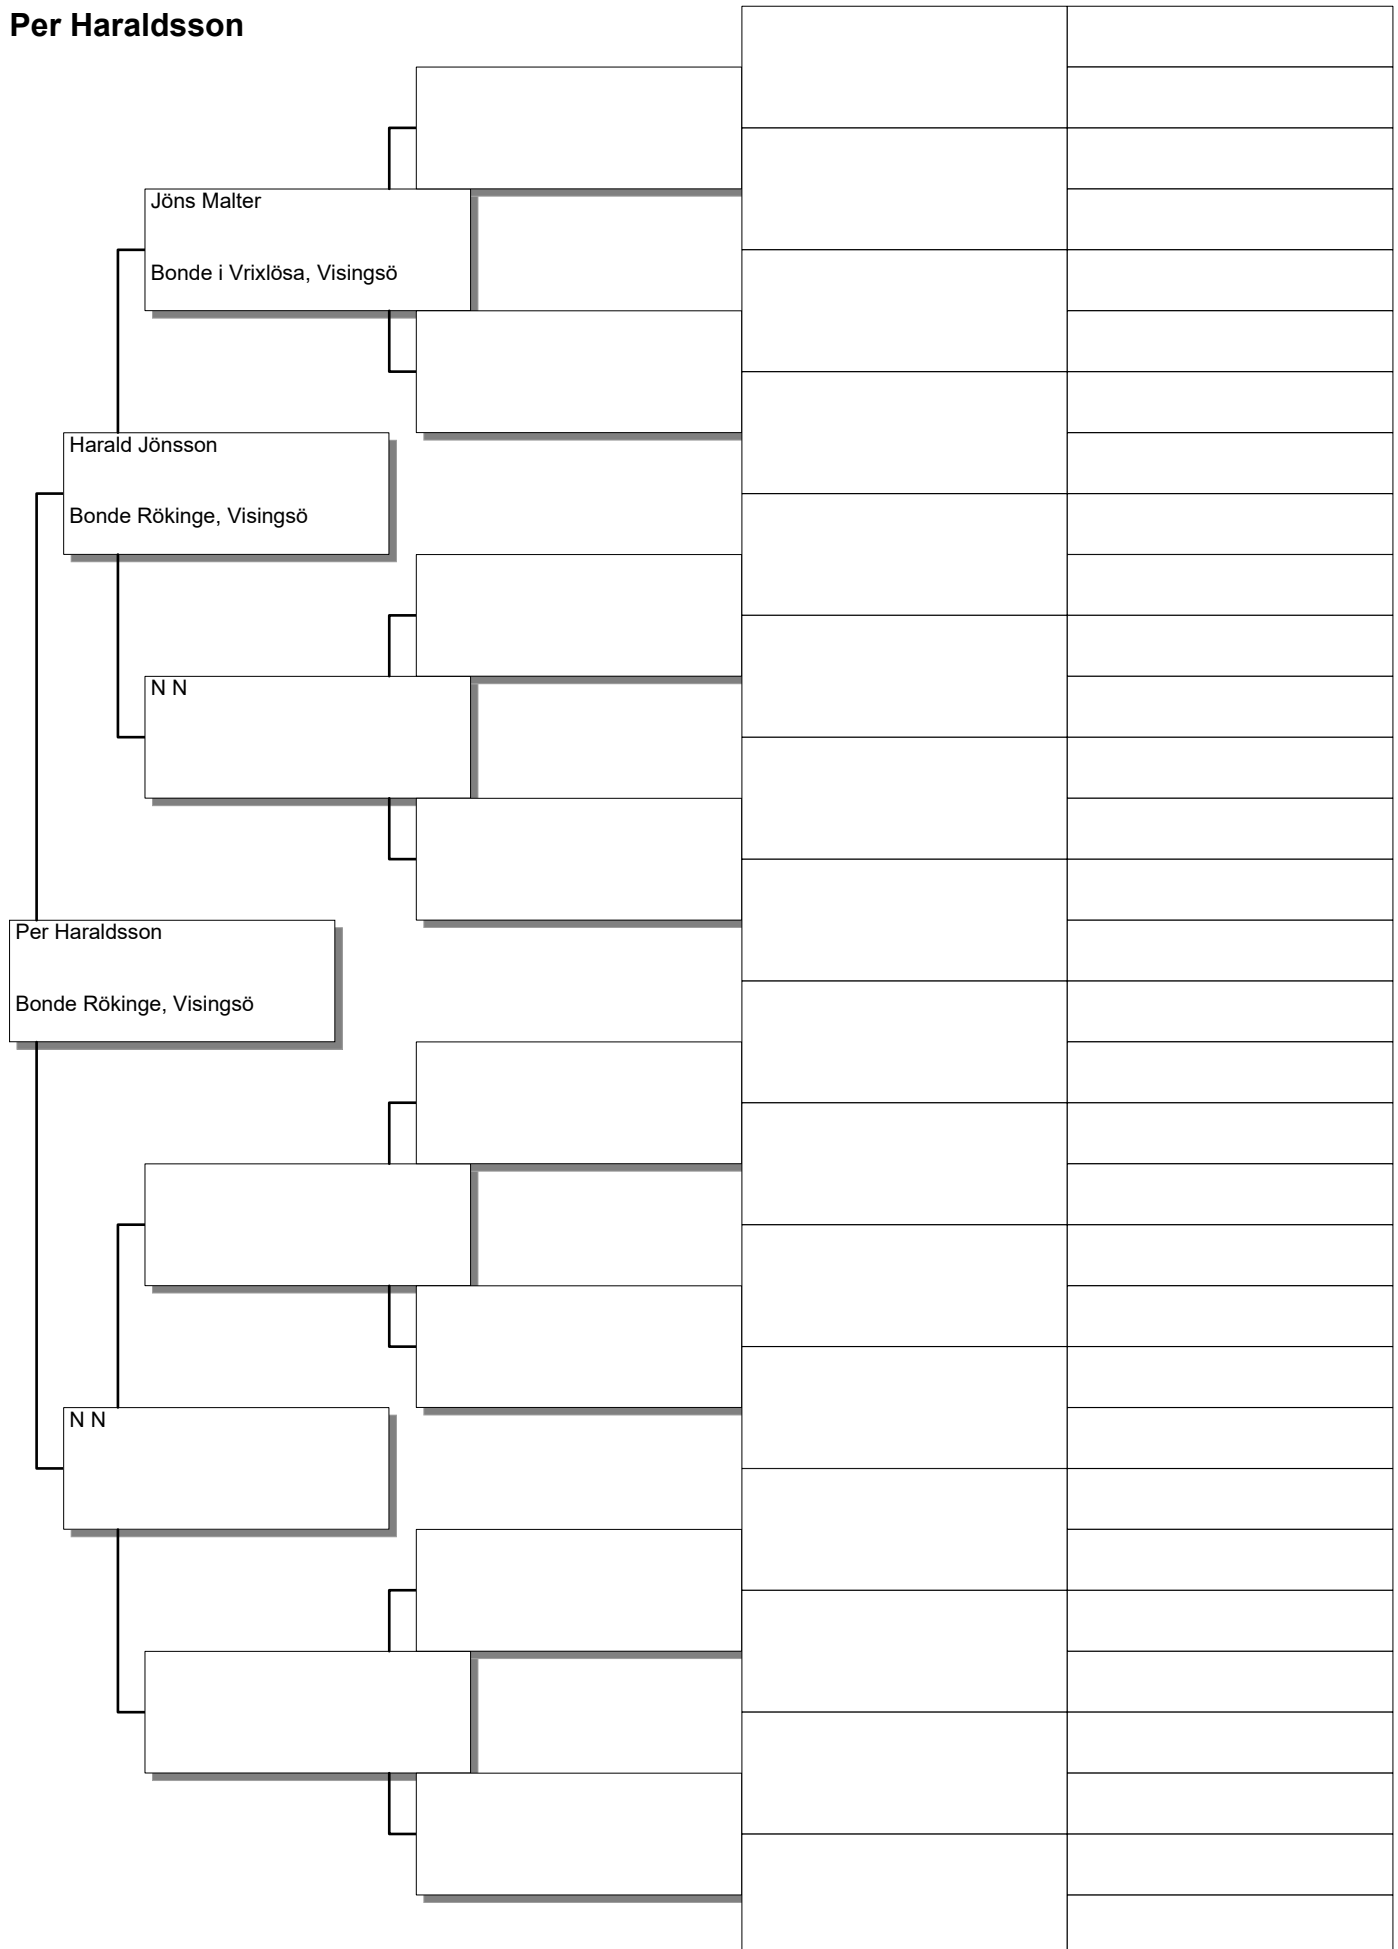 Per Haraldsson
Jöns Malter
Bonde i Vrixlösa, Visingsö
Harald Jönsson
Bonde Rökinge, Visingsö
N N
Per Haraldsson
Bonde Rökinge, Visingsö
N N